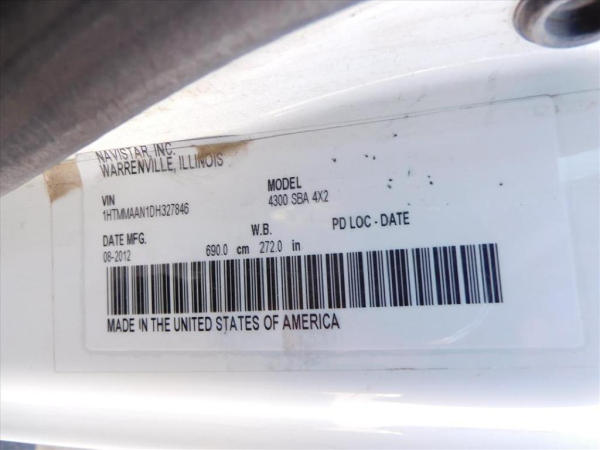 NAVISTAR, INC.
WARRENVILLE, ILLINOIS
VIN MODEL
1HTMMAAN1DH327846 4300 SBA 4X2
DATE MFG. W.B. PD LOC - DATE
08-2012 690.0 cm 272.0 in
MADE IN THE UNITED STATES OF AMERICA